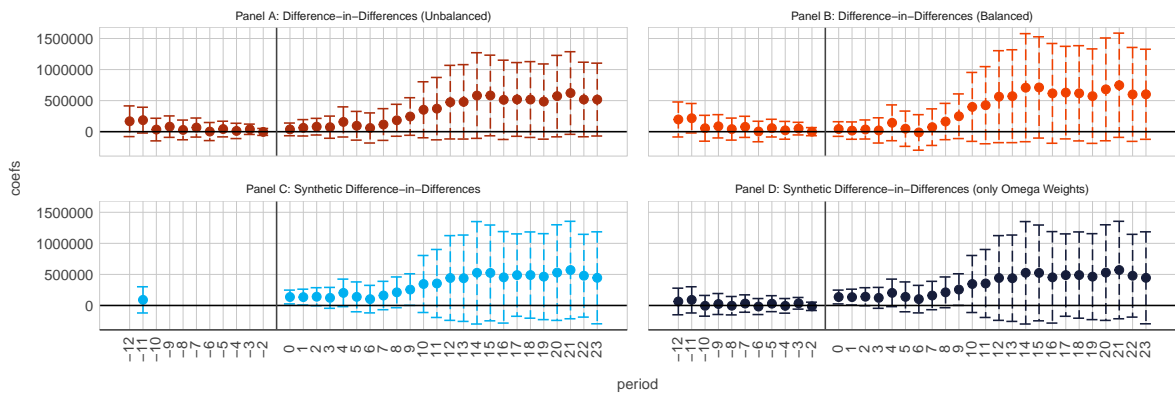 Panel A: Difference−in−Differences (Unbalanced)
Panel B: Difference−in−Differences (Balanced)
1500000
1000000
500000
0
coefs
Panel C: Synthetic Difference−in−Differences
Panel D: Synthetic Difference−in−Differences (only Omega Weights)
1500000
1000000
500000
0
−12 −11 −10 −9 −8 −7 −6 −5 −4 −3 −2 0 1 2 3 4 5 6 7 8 9 10 11 12 13 14 15 16 17 18 19 20 21 22 23
−12 −11 −10 −9 −8 −7 −6 −5 −4 −3 −2 0 1 2 3 4 5 6 7 8 9 10 11 12 13 14 15 16 17 18 19 20 21 22 23
period